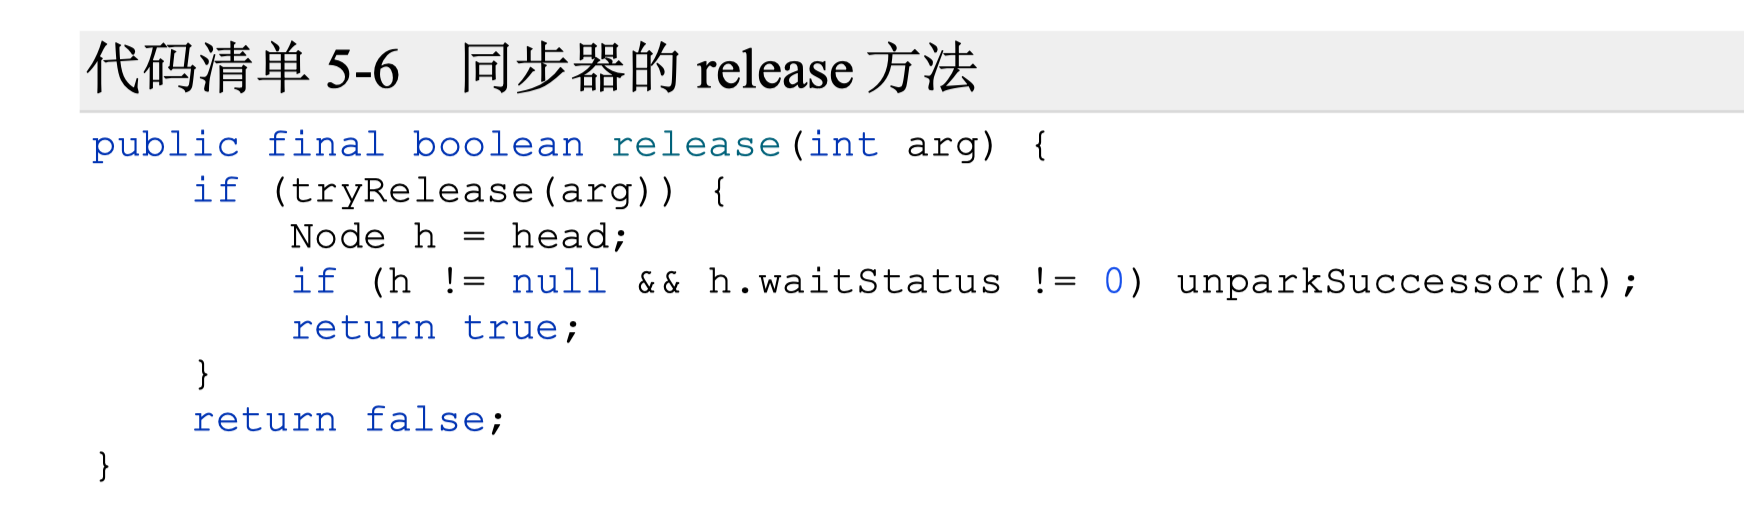 代码清单 5-6 同步器的 release 方法
public final boolean release(int arg) {
    if (tryRelease(arg)) {
        Node h = head;
        if (h != null && h.waitStatus != 0) unparkSuccessor(h);
        return true;
    }
    return false;
}